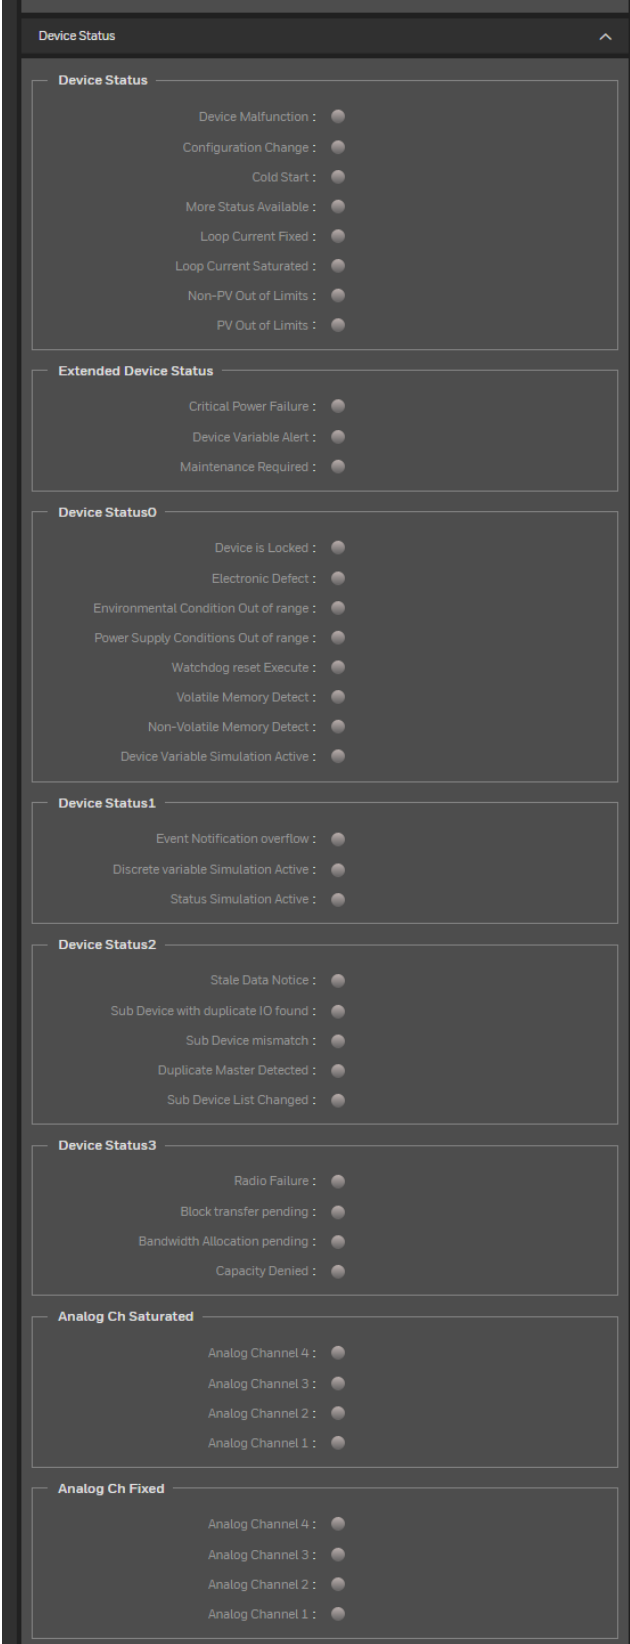 Device Status
Device Status
Device Malfunction :
Configuration Change :
Cold Start :
More Status Available :
Loop Current Fixed :
Loop Current Saturated :
Non-PV Out of Limits :
PV Out of Limits :
Extended Device Status
Critical Power Failure :
Device Variable Alert :
Maintenance Required :
Device Status0
Device is Locked :
Electronic Defect :
Environmental Condition Out of range :
Power Supply Conditions Out of range :
Watchdog reset Execute :
Volatile Memory Detect :
Non-Volatile Memory Detect :
Device Variable Simulation Active :
Device Status1
Event Notification overflow :
Discrete variable Simulation Active :
Status Simulation Active :
Device Status2
Stale Data Notice :
Sub Device with duplicate IO found :
Sub Device mismatch :
Duplicate Master Detected :
Sub Device List Changed :
Device Status3
Radio Failure :
Block transfer pending :
Bandwidth Allocation pending :
Capacity Denied :
Analog Ch Saturated
Analog Channel 4 :
Analog Channel 3 :
Analog Channel 2 :
Analog Channel 1 :
Analog Ch Fixed
Analog Channel 4 :
Analog Channel 3 :
Analog Channel 2 :
Analog Channel 1 :